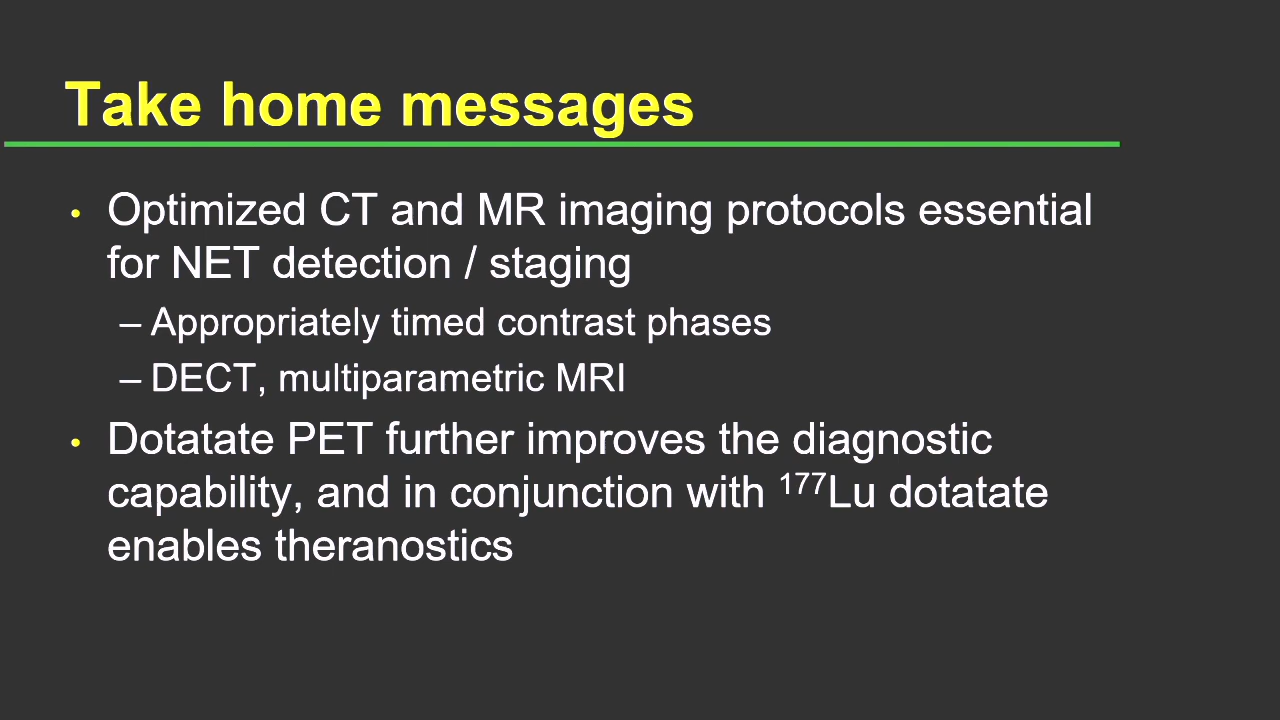 Take home messages
• Optimized CT and MR imaging protocols essential
for NET detection / staging
– Appropriately timed contrast phases
– DECT, multiparametric MRI
• Dotatate PET further improves the diagnostic
capability, and in conjunction with ¹⁷⁷Lu dotatate
enables theranostics